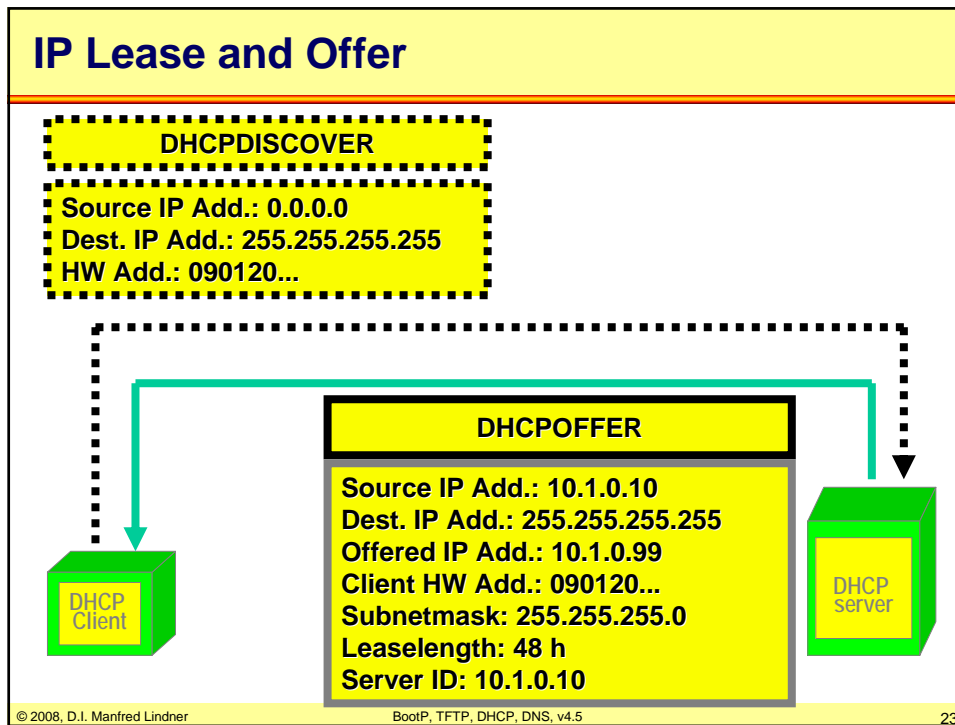 IP Lease and Offer
DHCPDISCOVER
Source IP Add.: 0.0.0.0
Dest. IP Add.: 255.255.255.255
HW Add.: 090120...
DHCPOFFER
Source IP Add.: 10.1.0.10
Dest. IP Add.: 255.255.255.255
Offered IP Add.: 10.1.0.99
Client HW Add.: 090120...
Subnetmask: 255.255.255.0
Leaselength: 48 h
Server ID: 10.1.0.10
DHCP
Client
DHCP
server
© 2008, D.I. Manfred Lindner
BootP, TFTP, DHCP, DNS, v4.5
23